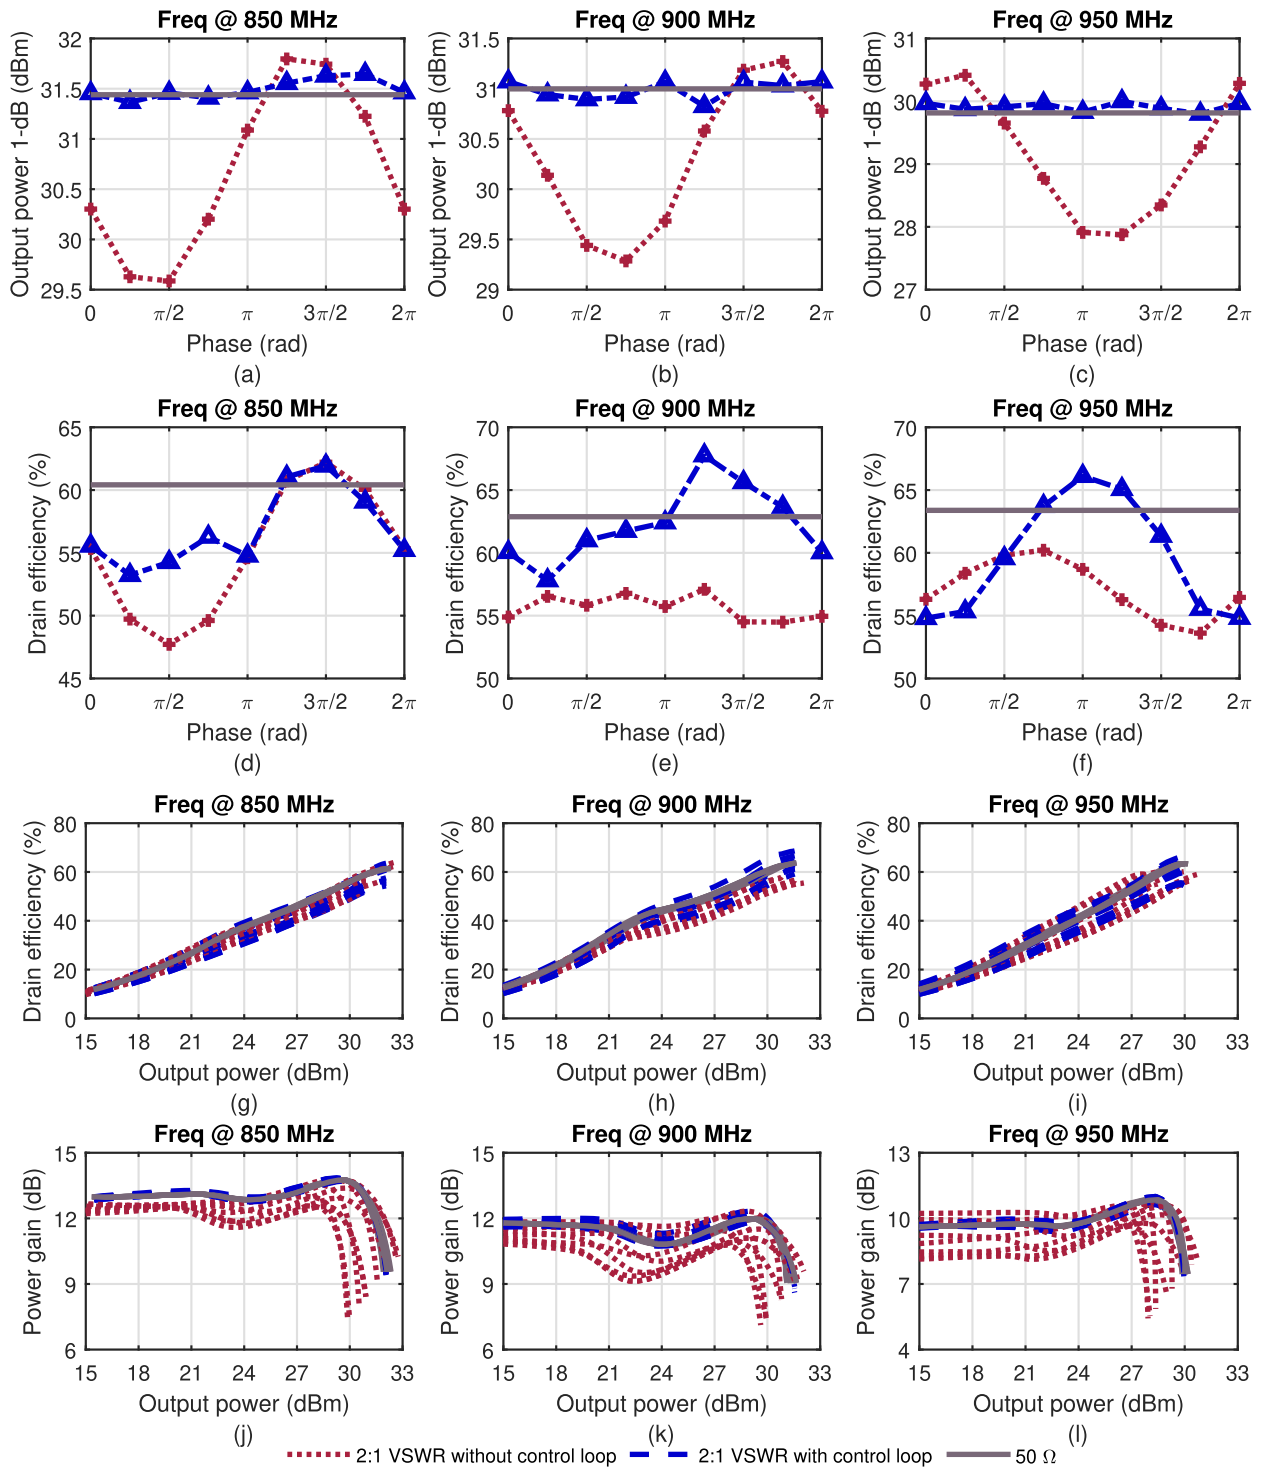 Freq @ 850 MHz
Output power 1-dB (dBm)
32
31.5
31
30.5
30
29.5
0 π/2 π 3π/2 2π
Phase (rad)
(a)
Freq @ 900 MHz
Output power 1-dB (dBm)
31.5
31
30.5
30
29.5
29
0 π/2 π 3π/2 2π
Phase (rad)
(b)
Freq @ 950 MHz
Output power 1-dB (dBm)
31
30
29
28
27
0 π/2 π 3π/2 2π
Phase (rad)
(c)
Freq @ 850 MHz
Drain efficiency (%)
65
60
55
50
45
0 π/2 π 3π/2 2π
Phase (rad)
(d)
Freq @ 900 MHz
Drain efficiency (%)
70
65
60
55
50
0 π/2 π 3π/2 2π
Phase (rad)
(e)
Freq @ 950 MHz
Drain efficiency (%)
70
65
60
55
50
0 π/2 π 3π/2 2π
Phase (rad)
(f)
Freq @ 850 MHz
Drain efficiency (%)
80
60
40
20
0
15 18 21 24 27 30 33
Output power (dBm)
(g)
Freq @ 900 MHz
Drain efficiency (%)
80
60
40
20
0
15 18 21 24 27 30 33
Output power (dBm)
(h)
Freq @ 950 MHz
Drain efficiency (%)
80
60
40
20
0
15 18 21 24 27 30 33
Output power (dBm)
(i)
Freq @ 850 MHz
Power gain (dB)
15
12
9
6
15 18 21 24 27 30 33
Output power (dBm)
(j)
Freq @ 900 MHz
Power gain (dB)
15
12
9
6
15 18 21 24 27 30 33
Output power (dBm)
(k)
Freq @ 950 MHz
Power gain (dB)
13
10
7
4
15 18 21 24 27 30 33
Output power (dBm)
(l)
2:1 VSWR without control loop 2:1 VSWR with control loop 50 Ω